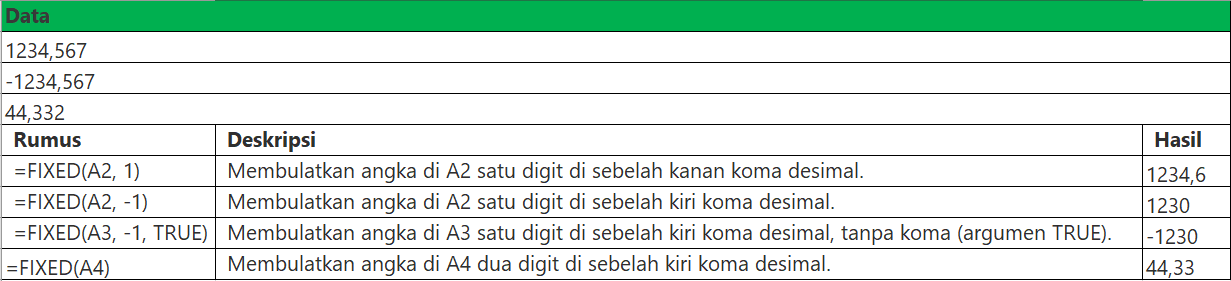 Data
1234,567
-1234,567
44,332
Rumus Deskripsi Hasil
=FIXED(A2, 1) Membulatkan angka di A2 satu digit di sebelah kanan koma desimal. 1234,6
=FIXED(A2, -1) Membulatkan angka di A2 satu digit di sebelah kiri koma desimal. 1230
=FIXED(A3, -1, TRUE) Membulatkan angka di A3 satu digit di sebelah kiri koma desimal, tanpa koma (argumen TRUE). -1230
=FIXED(A4) Membulatkan angka di A4 dua digit di sebelah kiri koma desimal. 44,33